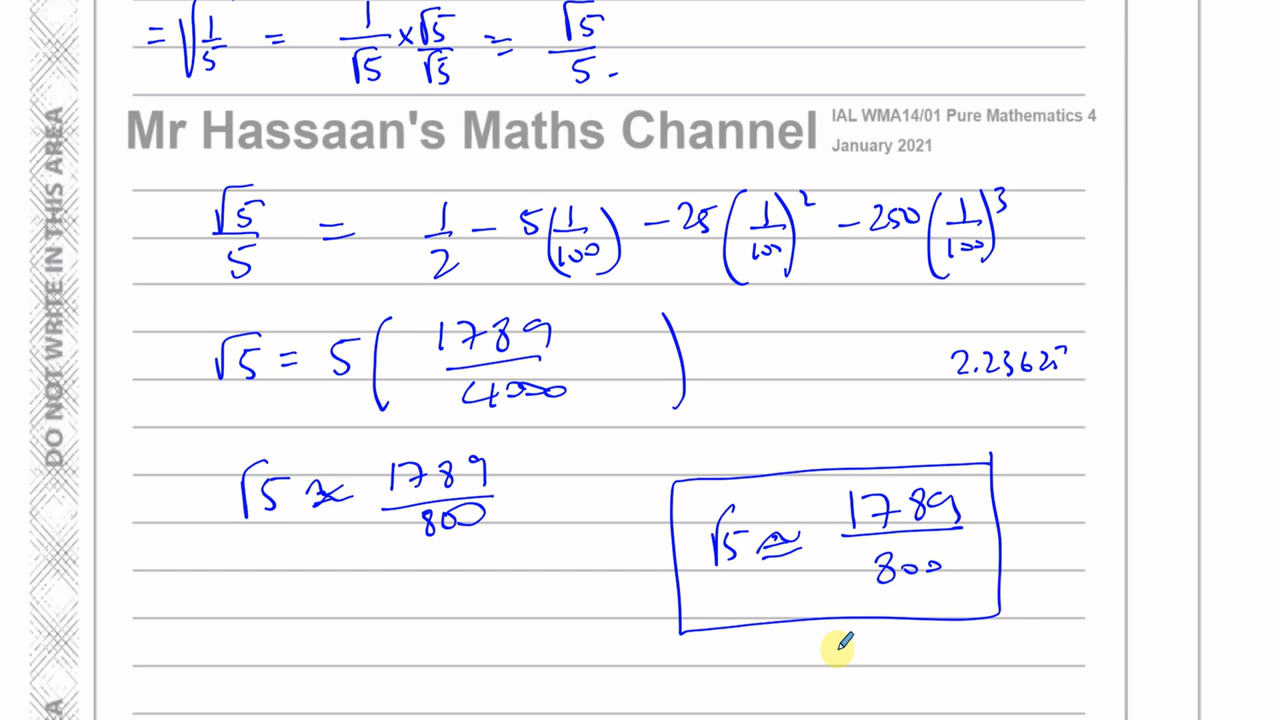 = √(1/5) = 1/√5 × √5/√5 = √5/5 .
Mr Hassaan's Maths Channel
IAL WMA14/01 Pure Mathematics 4
January 2021
√5/5 = 1/2 − 5(1/100) − 25(1/100)² − 250(1/100)³
√5 = 5(1789/4000)
2.23625
√5 ≈ 1789/800
√5 ≈ 1789/800
DO NOT WRITE IN THIS AREA
A